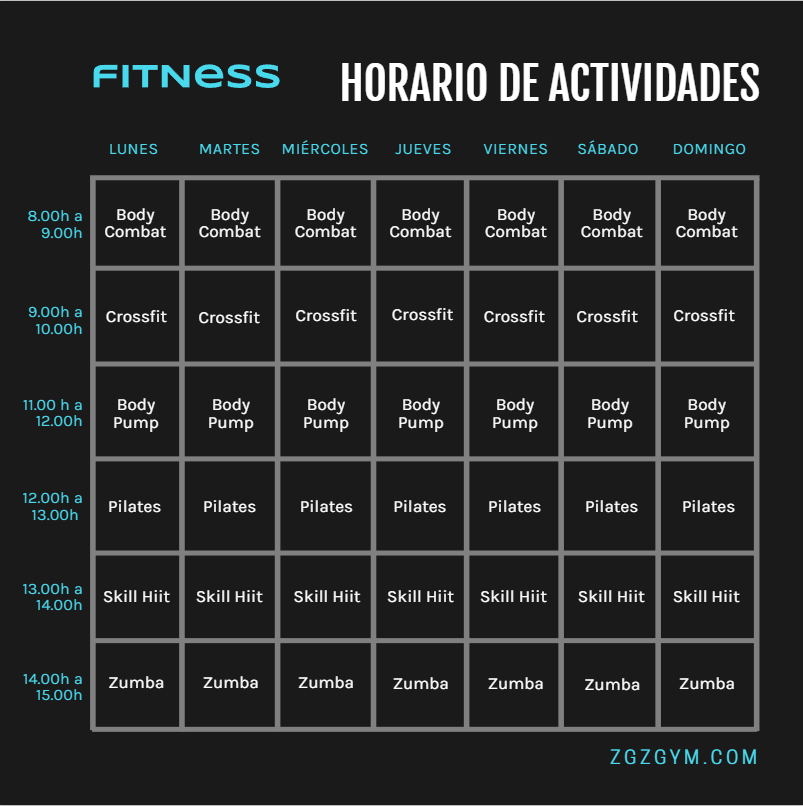 FITNESS
HORARIO DE ACTIVIDADES
LUNES MARTES MIÉRCOLES JUEVES VIERNES SÁBADO DOMINGO
8.00h a
9.00h
Body Body Body Body Body Body Body
Combat Combat Combat Combat Combat Combat Combat
9.00h a
10.00h
Crossfit Crossfit Crossfit Crossfit Crossfit Crossfit Crossfit
11.00 h a
12.00h
Body Body Body Body Body Body Body
Pump Pump Pump Pump Pump Pump Pump
12.00h a
13.00h
Pilates Pilates Pilates Pilates Pilates Pilates Pilates
13.00h a
14.00h
Skill Hiit Skill Hiit Skill Hiit Skill Hiit Skill Hiit Skill Hiit Skill Hiit
14.00h a
15.00h
Zumba Zumba Zumba Zumba Zumba Zumba Zumba
ZGZGYM.COM